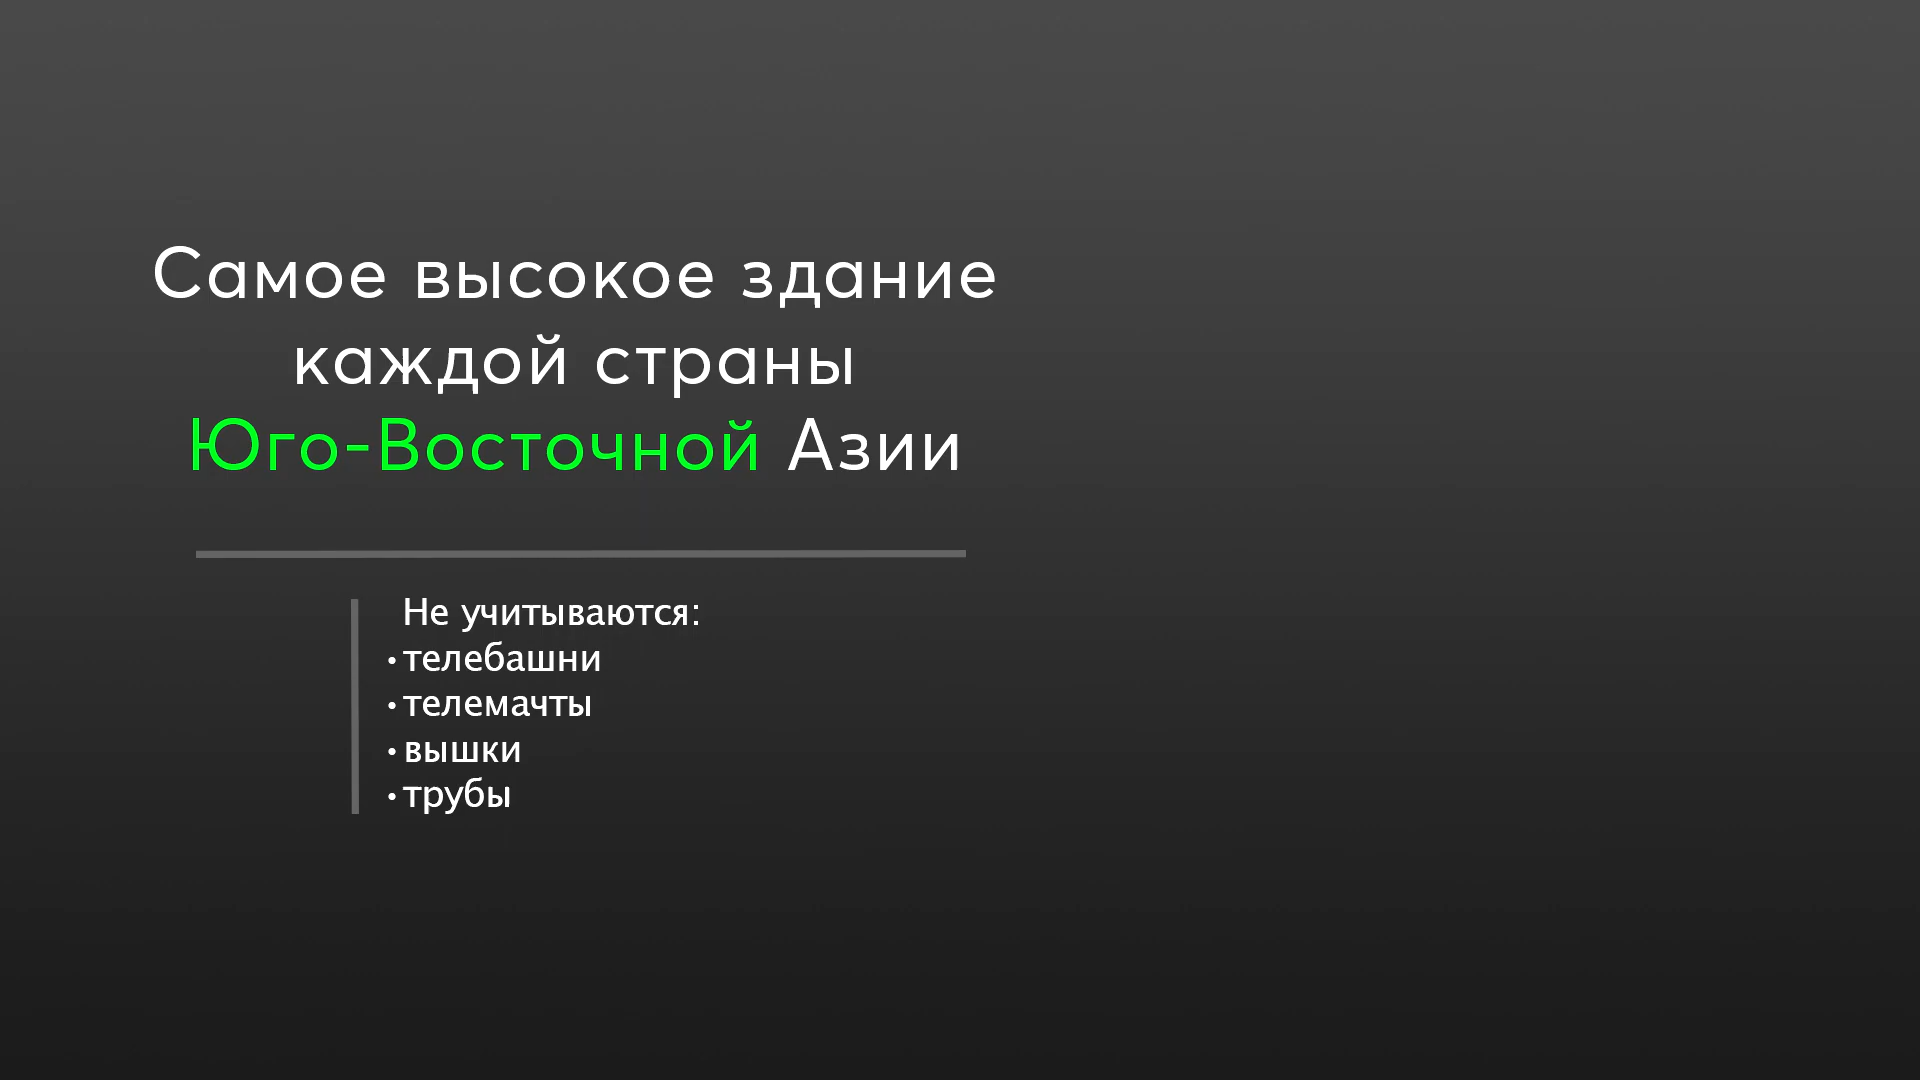 Самое высокое здание
каждой страны
Юго-Восточной Азии
Не учитываются:
•телебашни
•телемачты
•вышки
•трубы